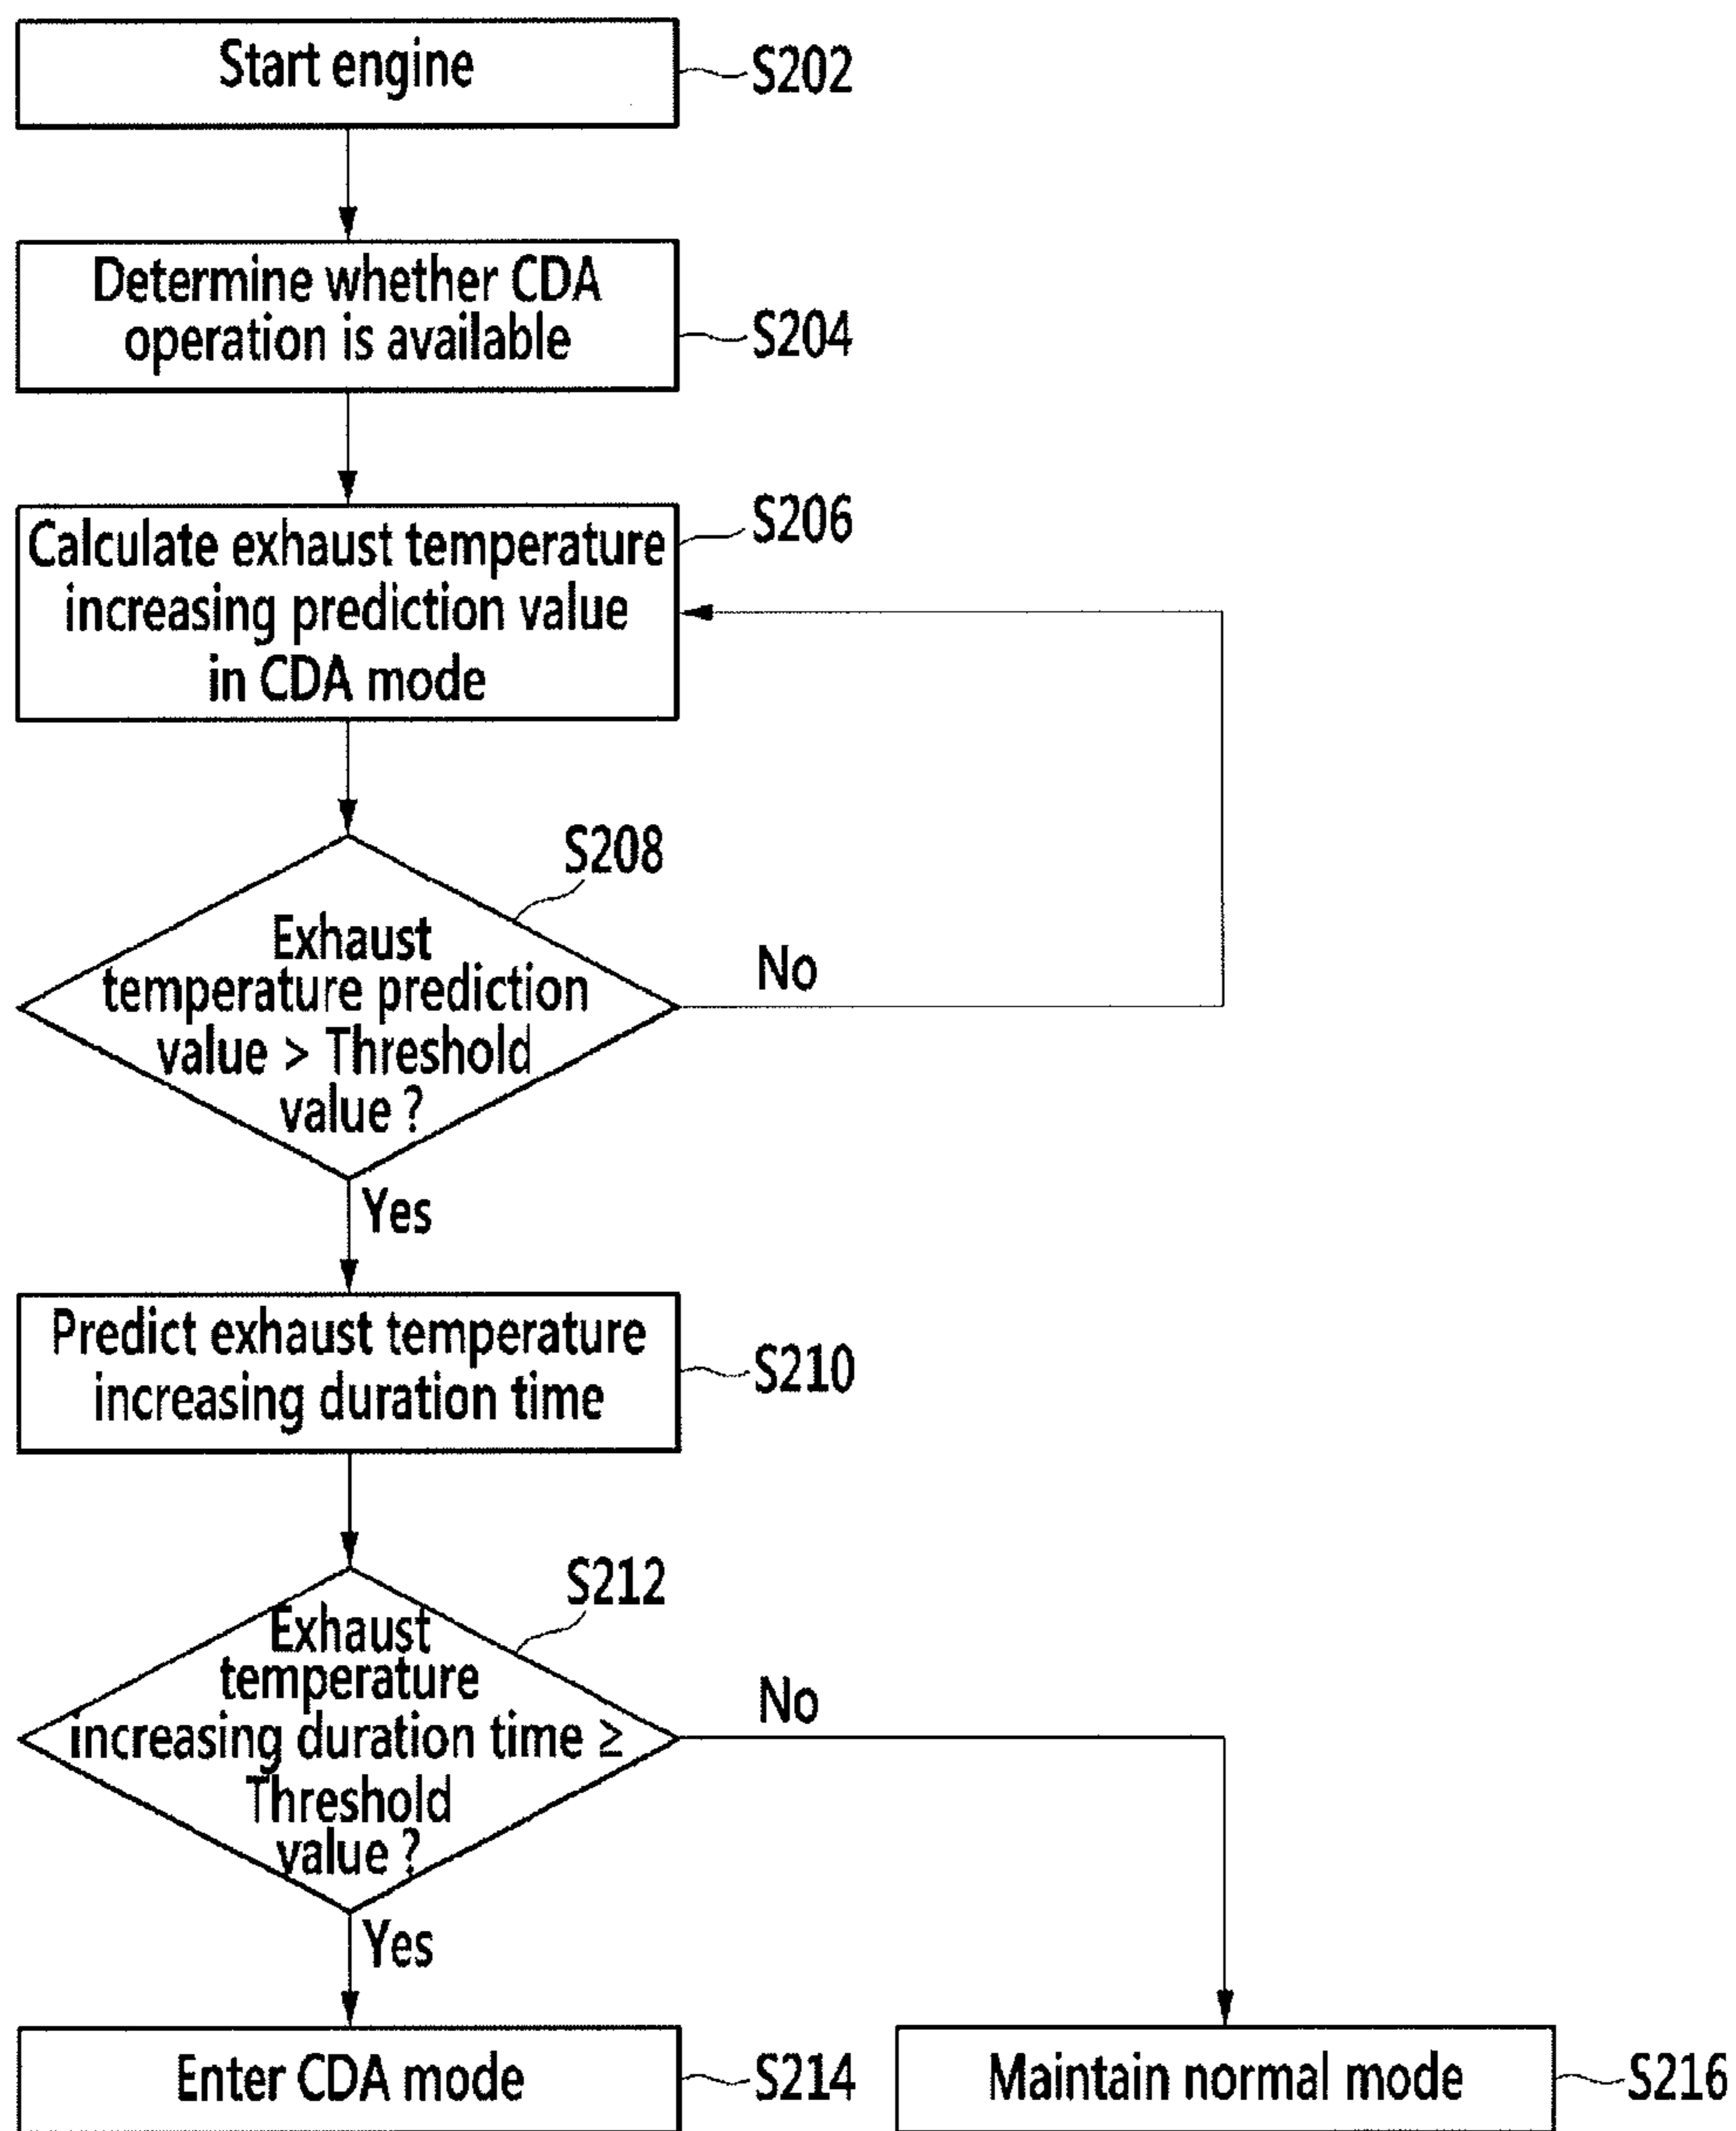 Start engine
S202
Determine whether CDA
operation is available
S204
S206
Calculate exhaust temperature
increasing prediction value
in CDA mode
S208
Exhaust
temperature prediction
value > Threshold
value ?
No
Yes
Predict exhaust temperature
increasing duration time
S210
S212
Exhaust
temperature
increasing duration time ≥
Threshold
value ?
No
Yes
Enter CDA mode
S214
Maintain normal mode
S216